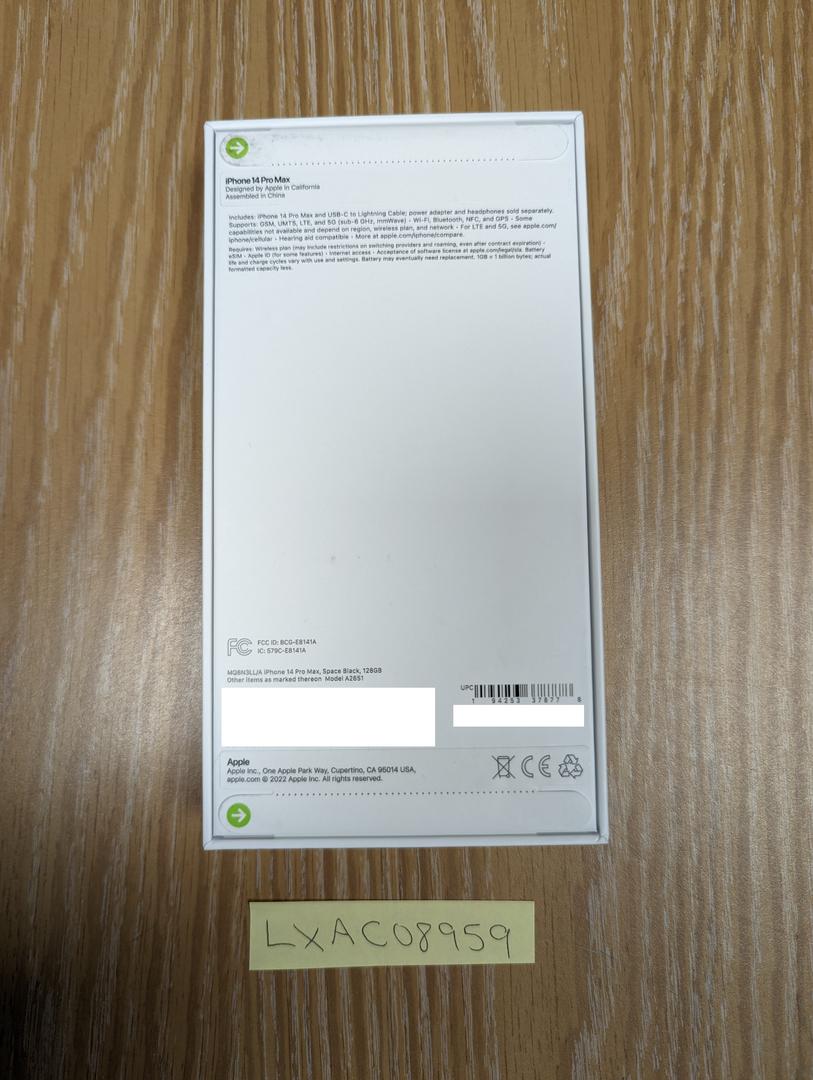 iPhone 14 Pro Max
Designed by Apple in California
Assembled in China
Includes: iPhone 14 Pro Max and USB-C to Lightning Cable; power adapter and headphones sold separately.
Supports: GSM, UMTS, LTE, and 5G (sub-6 GHz, mmWave) • Wi-Fi, Bluetooth, NFC, and GPS • Some
capabilities not available and depend on region, wireless plan, and network • For LTE and 5G, see apple.com/
iphone/cellular • Hearing aid compatible • More at apple.com/iphone/compare.
Requires: Wireless plan (may include restrictions on switching providers and roaming, even after contract expiration) •
eSIM • Apple ID (for some features) • Internet access • Acceptance of software license at apple.com/legal/sla. Battery
life and charge cycles vary with use and settings. Battery may eventually need replacement. 1GB = 1 billion bytes; actual
formatted capacity less.
FC
FCC ID: BCG-E8141A
IC: 579C-E8141A
MQ8N3LL/A iPhone 14 Pro Max, Space Black, 128GB
Other items as marked thereon Model A2651
UPC
1 94253 37877 8
Apple
Apple Inc., One Apple Park Way, Cupertino, CA 95014 USA,
apple.com © 2022 Apple Inc. All rights reserved.
CE
LXAC08959